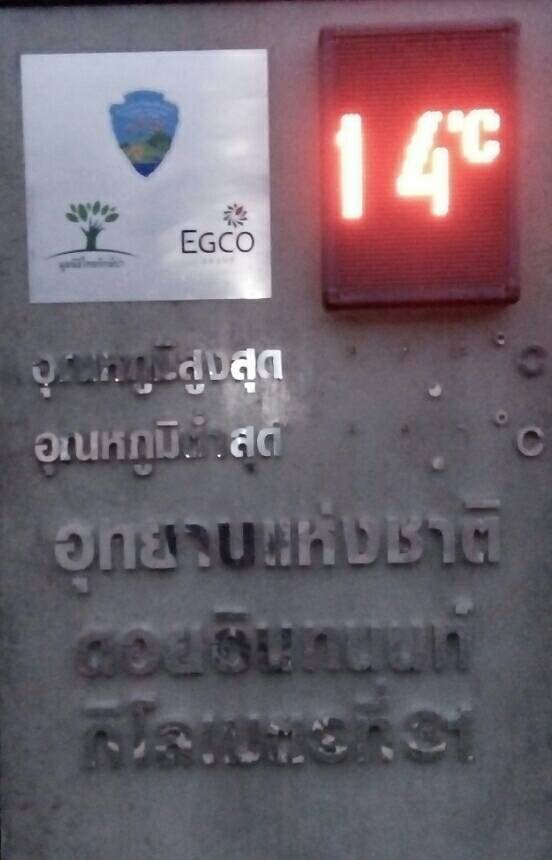 14°C
EGCO
อุณหภูมิสูงสุด
อุณหภูมิต่ำสุด
อุทยานแห่งชาติ
ดอยอินทนนท์
กิโลเมตรที่ 31